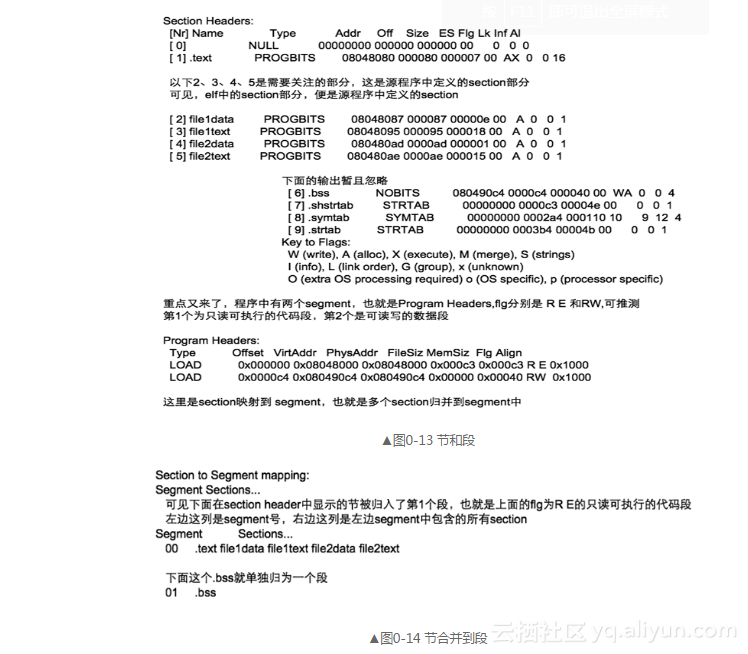 按 F11 即可退出全屏模式
Section Headers:
[Nr] Name Type Addr Off Size ES Flg Lk Inf Al
[ 0] NULL 00000000 000000 000000 00 0 0 0
[ 1] .text PROGBITS 08048080 000080 000007 00 AX 0 0 16
以下2、3、4、5是需要关注的部分，这是源程序中定义的section部分
可见，elf中的section部分，便是源程序中定义的section
[ 2] file1data PROGBITS 08048087 000087 00000e 00 A 0 0 1
[ 3] file1text PROGBITS 08048095 000095 000018 00 A 0 0 1
[ 4] file2data PROGBITS 080480ad 0000ad 000001 00 A 0 0 1
[ 5] file2text PROGBITS 080480ae 0000ae 000015 00 A 0 0 1
下面的输出暂且忽略
[ 6] .bss NOBITS 080490c4 0000c4 000040 00 WA 0 0 4
[ 7] .shstrtab STRTAB 00000000 0000c3 00004e 00 0 0 1
[ 8] .symtab SYMTAB 00000000 0002a4 000110 10 9 12 4
[ 9] .strtab STRTAB 00000000 0003b4 00004b 00 0 0 1
Key to Flags:
W (write), A (alloc), X (execute), M (merge), S (strings)
I (info), L (link order), G (group), x (unknown)
O (extra OS processing required) o (OS specific), p (processor specific)
重点又来了，程序中有两个segment，也就是Program Headers,flg分别是 R E 和RW,可推测
第1个为只读可执行的代码段，第2个是可读写的数据段
Program Headers:
Type Offset VirtAddr PhysAddr FileSiz MemSiz Flg Align
LOAD 0x000000 0x08048000 0x08048000 0x000c3 0x000c3 R E 0x1000
LOAD 0x0000c4 0x080490c4 0x080490c4 0x00000 0x00040 RW 0x1000
这里是section映射到 segment，也就是多个section归并到segment中
▲图0-13 节和段
Section to Segment mapping:
Segment Sections...
可见下面在section header中显示的节被归入了第1个段，也就是上面的flg为R E的只读可执行的代码段
左边这列是segment号，右边这列是左边segment中包含的所有section
Segment Sections...
00 .text file1data file1text file2data file2text
下面这个.bss就单独归为一个段
01 .bss
▲图0-14 节合并到段
云栖社区 yq.aliyun.com